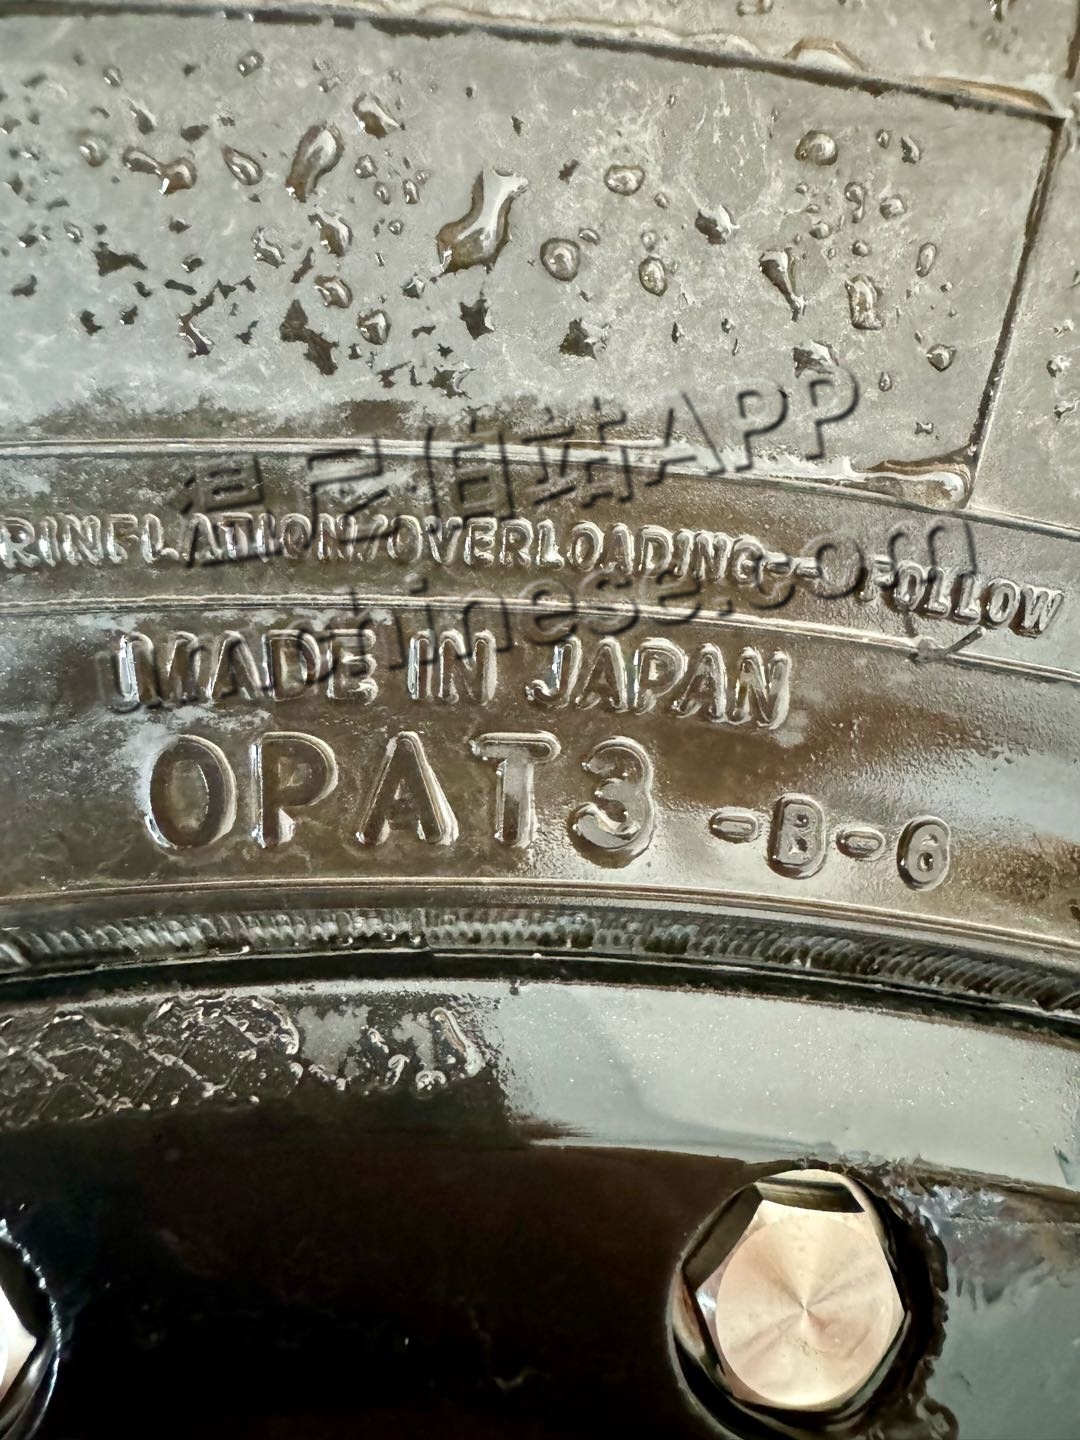 RINFLATION/OVERLOADING--FOLLOW
MADE IN JAPAN
OPAT3 -B-6